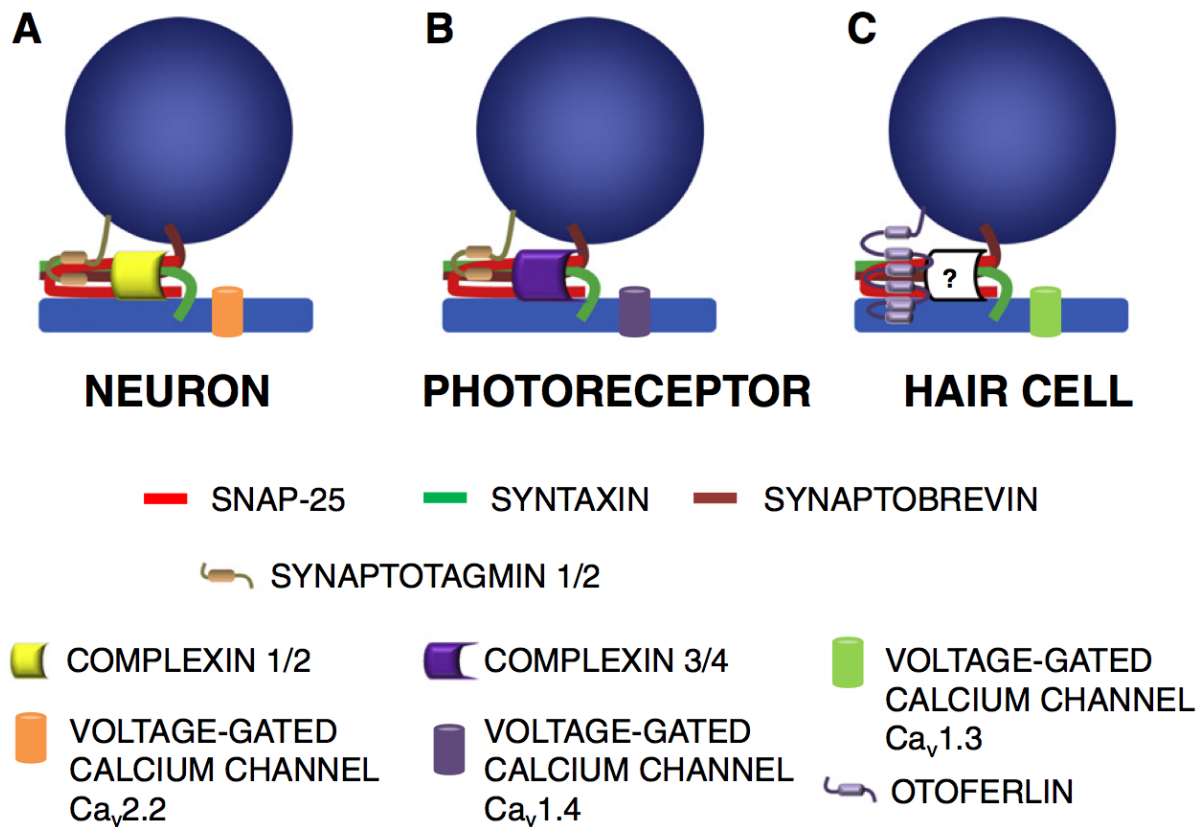 A
B
C
?
NEURON
PHOTORECEPTOR
HAIR CELL
SNAP-25
SYNTAXIN
SYNAPTOBREVIN
SYNAPTOTAGMIN 1/2
COMPLEXIN 1/2
VOLTAGE-GATED
CALCIUM CHANNEL
Cav2.2
COMPLEXIN 3/4
VOLTAGE-GATED
CALCIUM CHANNEL
Cav1.4
VOLTAGE-GATED
CALCIUM CHANNEL
Cav1.3
OTOFERLIN